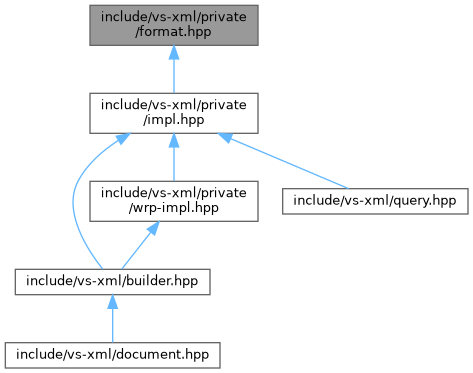 include/vs-xml/private
/format.hpp
include/vs-xml/private
/impl.hpp
include/vs-xml/private
/wrp-impl.hpp
include/vs-xml/query.hpp
include/vs-xml/builder.hpp
include/vs-xml/document.hpp